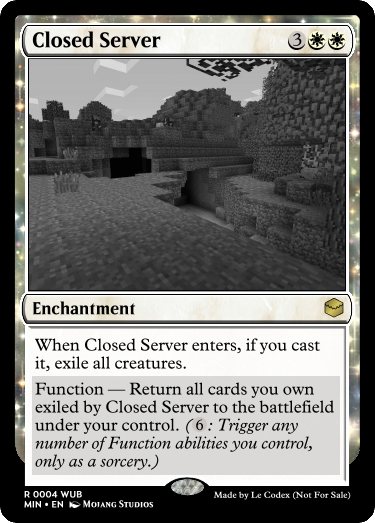 Closed Server 3
Enchantment
When Closed Server enters, if you cast
it, exile all creatures.
Function — Return all cards you own
exiled by Closed Server to the battlefield
under your control. (6: Trigger any
number of Function abilities you control,
only as a sorcery.)
R 0004 WUB
MIN • EN Mojang Studios
Made by Le Codex (Not For Sale)